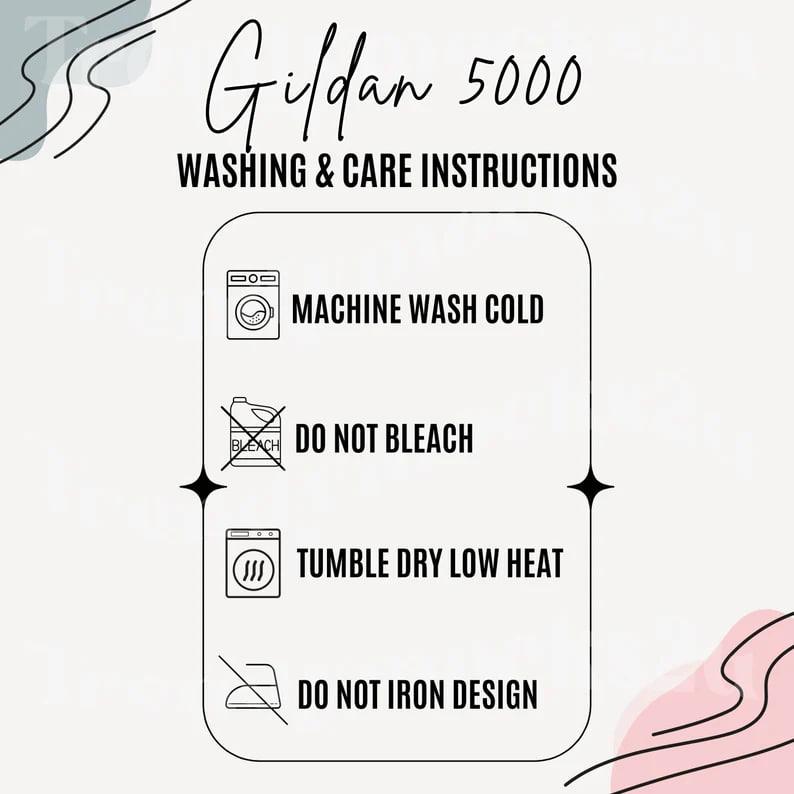 Gildan 5000
WASHING & CARE INSTRUCTIONS
MACHINE WASH COLD
BLEACH
DO NOT BLEACH
TUMBLE DRY LOW HEAT
DO NOT IRON DESIGN